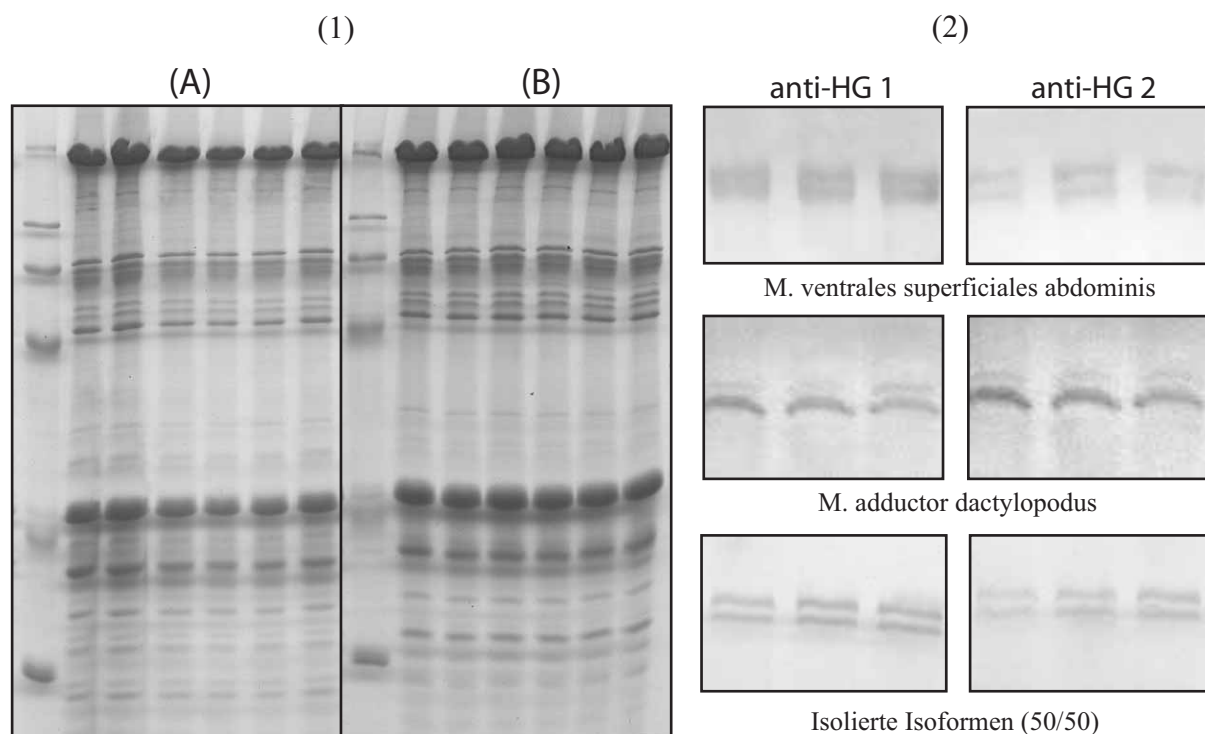 (1)
(2)
(A)
(B)
anti-HG 1
anti-HG 2
M. ventrales superficiales abdominis
M. adductor dactylopodus
Isolierte Isoformen (50/50)